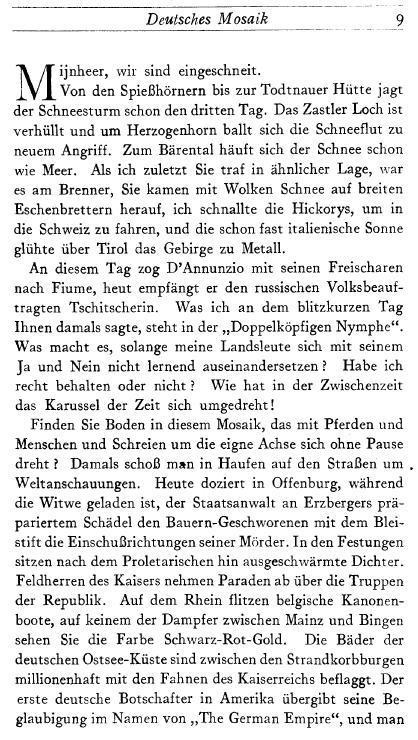 Deutsches Mosaik 9
Mijnheer, wir sind eingeschneit.
Von den Spießhörnern bis zur Todtnauer Hütte jagt
der Schneesturm schon den dritten Tag. Das Zastler Loch ist
verhüllt und um Herzogenhorn ballt sich die Schneeflut zu
neuem Angriff. Zum Bärental häuft sich der Schnee schon
wie Meer. Als ich zuletzt Sie traf in ähnlicher Lage, war
es am Brenner, Sie kamen mit Wolken Schnee auf breiten
Eschenbrettern herauf, ich schnallte die Hickorys, um in
die Schweiz zu fahren, und die schon fast italienische Sonne
glühte über Tirol das Gebirge zu Metall.
An diesem Tag zog D'Annunzio mit seinen Freischaren
nach Fiume, heut empfängt er den russischen Volksbeauf-
tragten Tschitscherin. Was ich an dem blitzkurzen Tag
Ihnen damals sagte, steht in der „Doppelköpfigen Nymphe“.
Was macht es, solange meine Landsleute sich mit seinem
Ja und Nein nicht lernend auseinandersetzen? Habe ich
recht behalten oder nicht? Wie hat in der Zwischenzeit
das Karussel der Zeit sich umgedreht!
Finden Sie Boden in diesem Mosaik, das mit Pferden und
Menschen und Schreien um die eigne Achse sich ohne Pause
dreht? Damals schoß man in Haufen auf den Straßen um
Weltanschauungen. Heute doziert in Offenburg, während
die Witwe geladen ist, der Staatsanwalt an Erzbergers prä-
pariertem Schädel den Bauern-Geschworenen mit dem Blei-
stift die Einschußrichtungen seiner Mörder. In den Festungen
sitzen nach dem Proletarischen hin ausgeschwärmte Dichter.
Feldherren des Kaisers nehmen Paraden ab über die Truppen
der Republik. Auf dem Rhein flitzen belgische Kanonen-
boote, auf keinem der Dampfer zwischen Mainz und Bingen
sehen Sie die Farbe Schwarz-Rot-Gold. Die Bäder der
deutschen Ostsee-Küste sind zwischen den Strandkorbburgen
millionenhaft mit den Fahnen des Kaiserreichs beflaggt. Der
erste deutsche Botschafter in Amerika übergibt seine Be-
glaubigung im Namen von „The German Empire“, und man